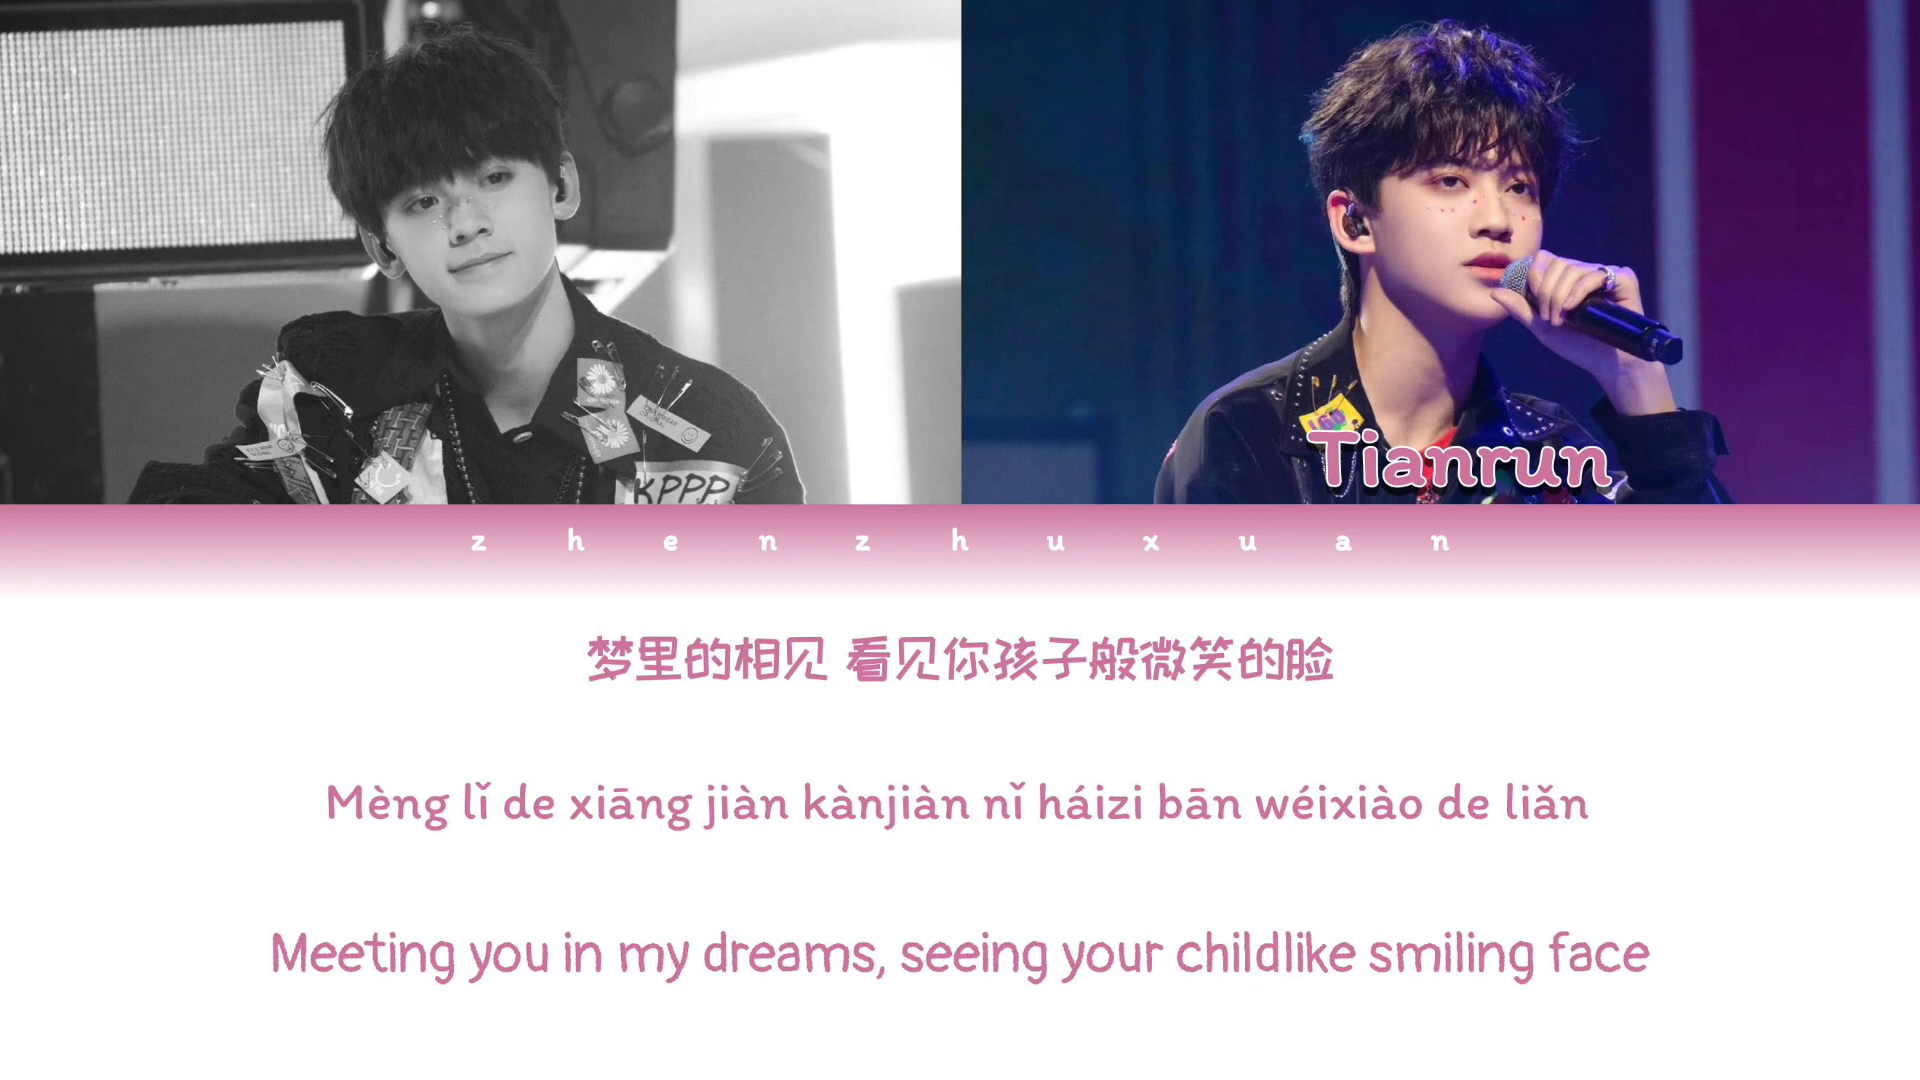 KPPP
Tianrun
zhenzhuxuan
梦里的相见 看见你孩子般微笑的脸
Mèng lǐ de xiāng jiàn kànjiàn nǐ háizi bān wéixiào de liǎn
Meeting you in my dreams, seeing your childlike smiling face